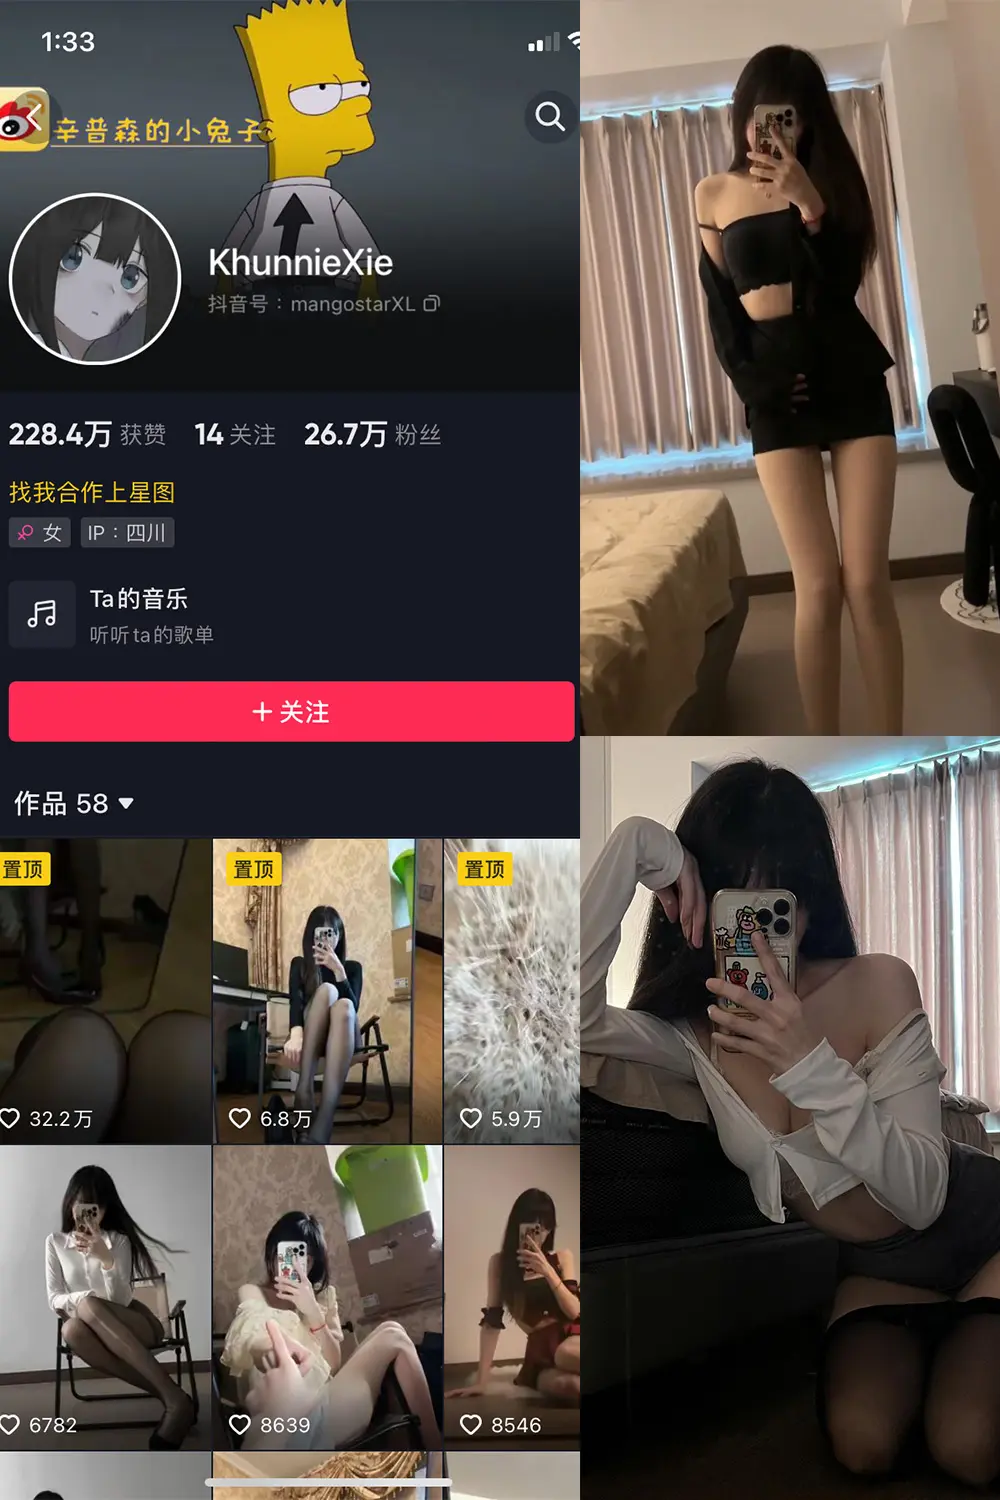 1:33
辛普森的小兔子
KhunnieXie
抖音号：mangostarXL
228.4万 获赞 14 关注 26.7万 粉丝
找我合作上星图
女 IP：四川
Ta的音乐
听听ta的歌单
+ 关注
作品 58
置顶 置顶 置顶
32.2万 6.8万 5.9万
6782 8639 8546